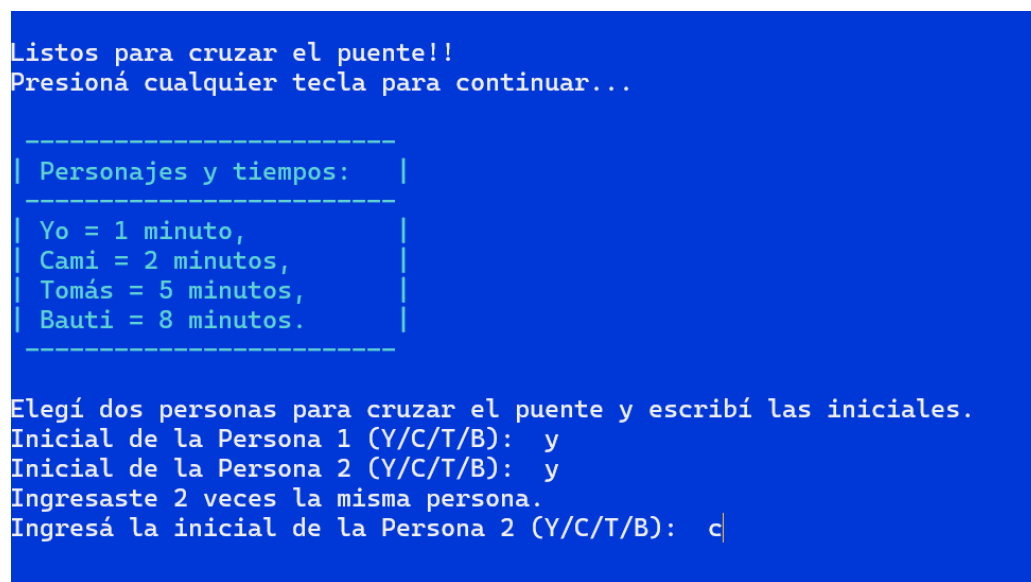 Listos para cruzar el puente!!
Presioná cualquier tecla para continuar...
-------------------------
| Personajes y tiempos:   |
-------------------------
| Yo = 1 minuto,          |
| Cami = 2 minutos,       |
| Tomás = 5 minutos,      |
| Bauti = 8 minutos.      |
-------------------------
Elegí dos personas para cruzar el puente y escribí las iniciales.
Inicial de la Persona 1 (Y/C/T/B):  y
Inicial de la Persona 2 (Y/C/T/B):  y
Ingresaste 2 veces la misma persona.
Ingresá la inicial de la Persona 2 (Y/C/T/B):  c